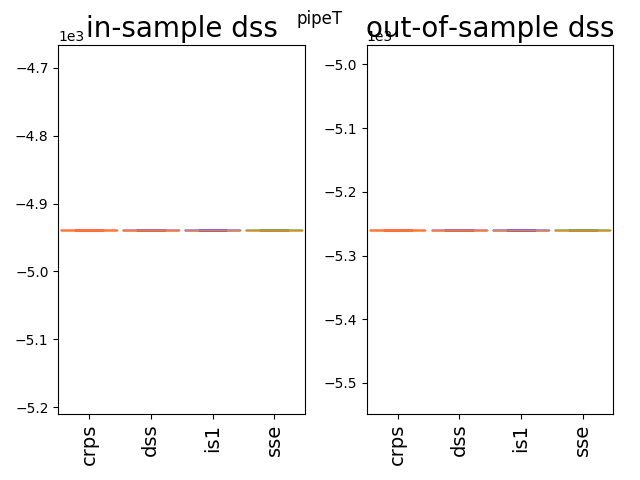 pipeT
in-sample dss
1e3
−4.7
−4.8
−4.9
−5.0
−5.1
−5.2
crps
dss
is1
sse
out-of-sample dss
1e3
−5.0
−5.1
−5.2
−5.3
−5.4
−5.5
crps
dss
is1
sse